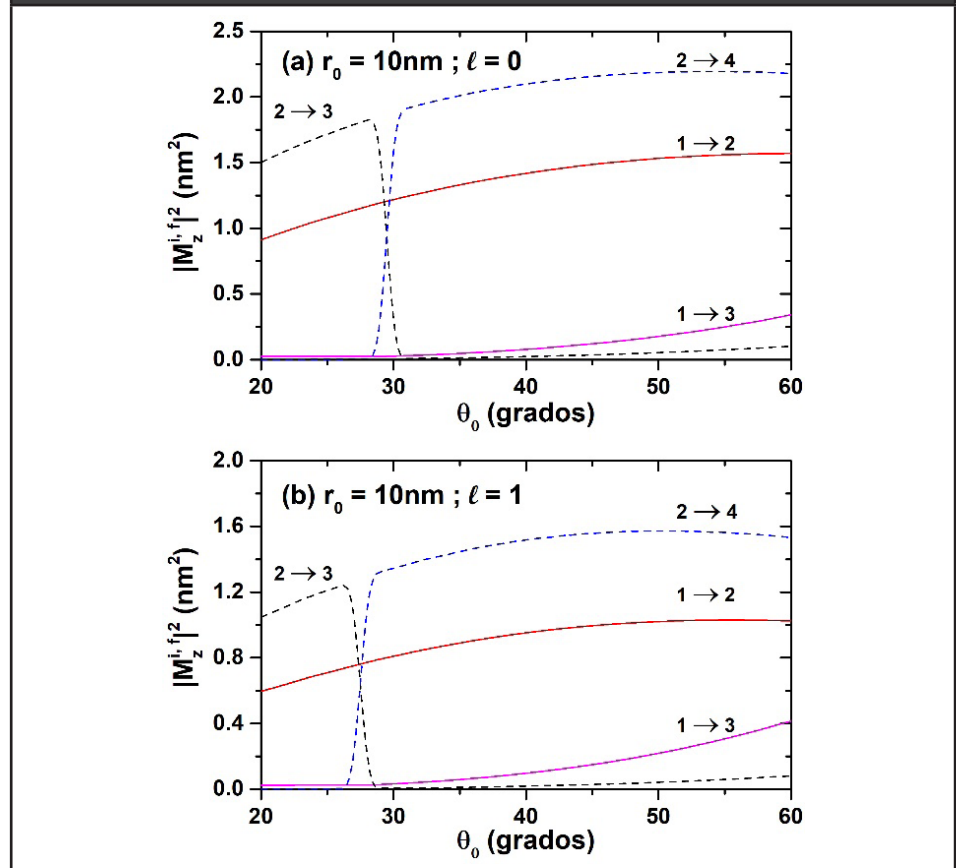 (a) r₀ = 10nm ; ℓ = 0
2 → 4
2 → 3
1 → 2
1 → 3
|M_z^{i, f}|² (nm²)
2.5
2.0
1.5
1.0
0.5
0.0
20 30 40 50 60
θ₀ (grados)
(b) r₀ = 10nm ; ℓ = 1
2 → 4
2 → 3
1 → 2
1 → 3
|M_z^{i, f}|² (nm²)
2.0
1.6
1.2
0.8
0.4
0.0
20 30 40 50 60
θ₀ (grados)